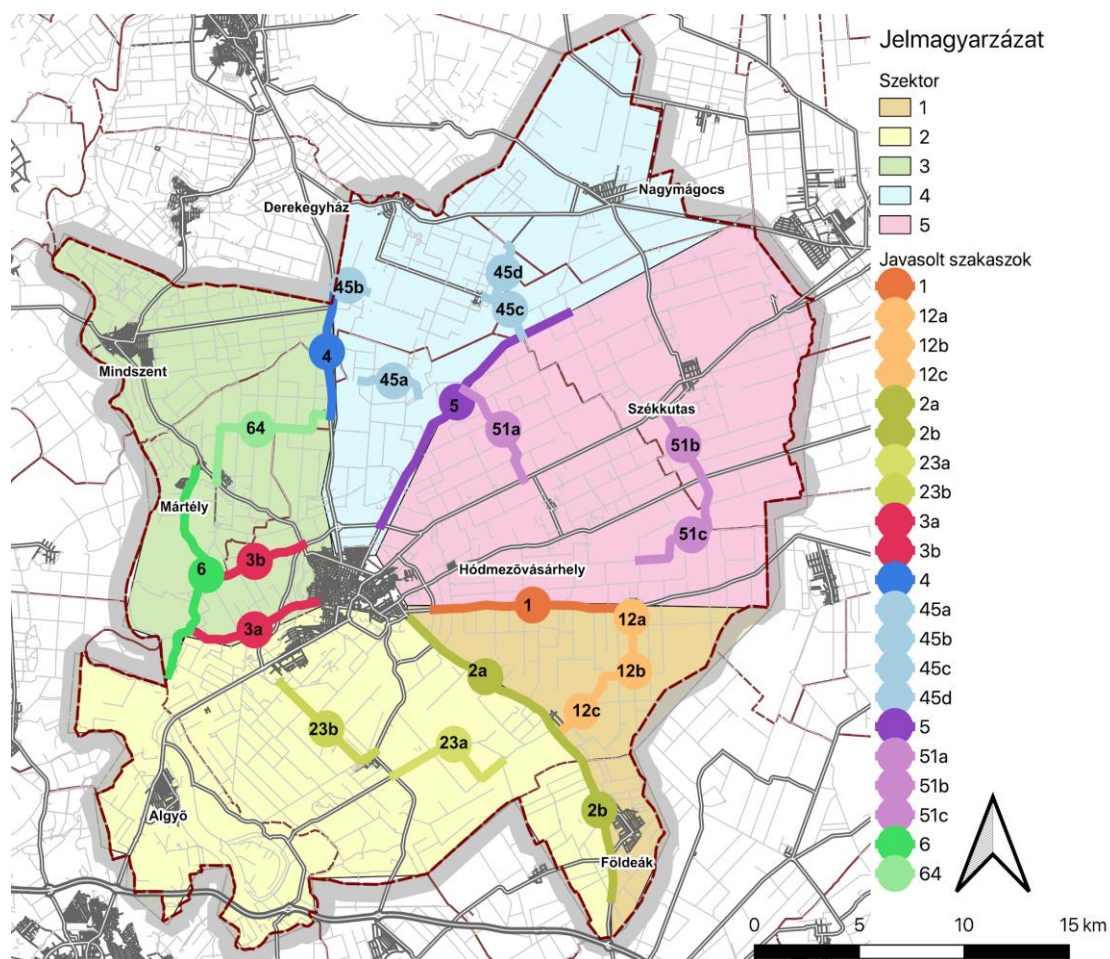 Jelmagyarzázat
Szektor
1
2
3
4
5
Javasolt szakaszok
1
12a
12b
12c
2a
2b
23a
23b
3a
3b
4
45a
45b
45c
45d
5
51a
51b
51c
6
64
0 5 10 15 km
Nagymágocs
Derekegyház
45d
45b
45c
Mindszent
4
45a
5
Székkutas
64
51a
51b
Mártély
51c
3b
6
Hódmezővásárhely
1
12a
3a
2a
12b
12c
23b
23a
2b
Algyő
Földeák